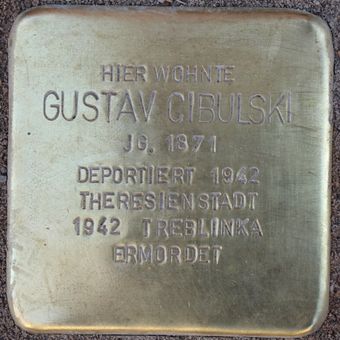 HIER WOHNTE
GUSTAV CIBULSKI
JG. 1871
DEPORTIERT 1942
THERESIENSTADT
1942 TREBLINKA
ERMORDET